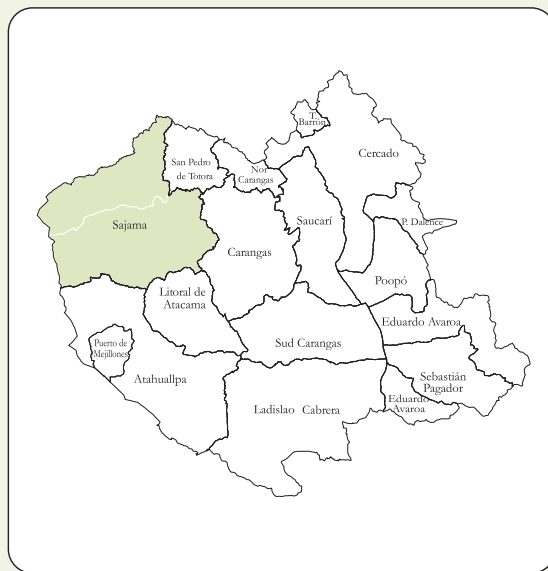 T.
Barrón
Cercado
San Pedro
de Totora
Nor
Carangas
Sajama
Saucarí
P. Dalence
Carangas
Poopó
Litoral de
Atacama
Eduardo Avaroa
Puerto de
Mejillones
Sud Carangas
Atahuallpa
Sebastián
Pagador
Ladislao Cabrera
Eduardo
Avaroa